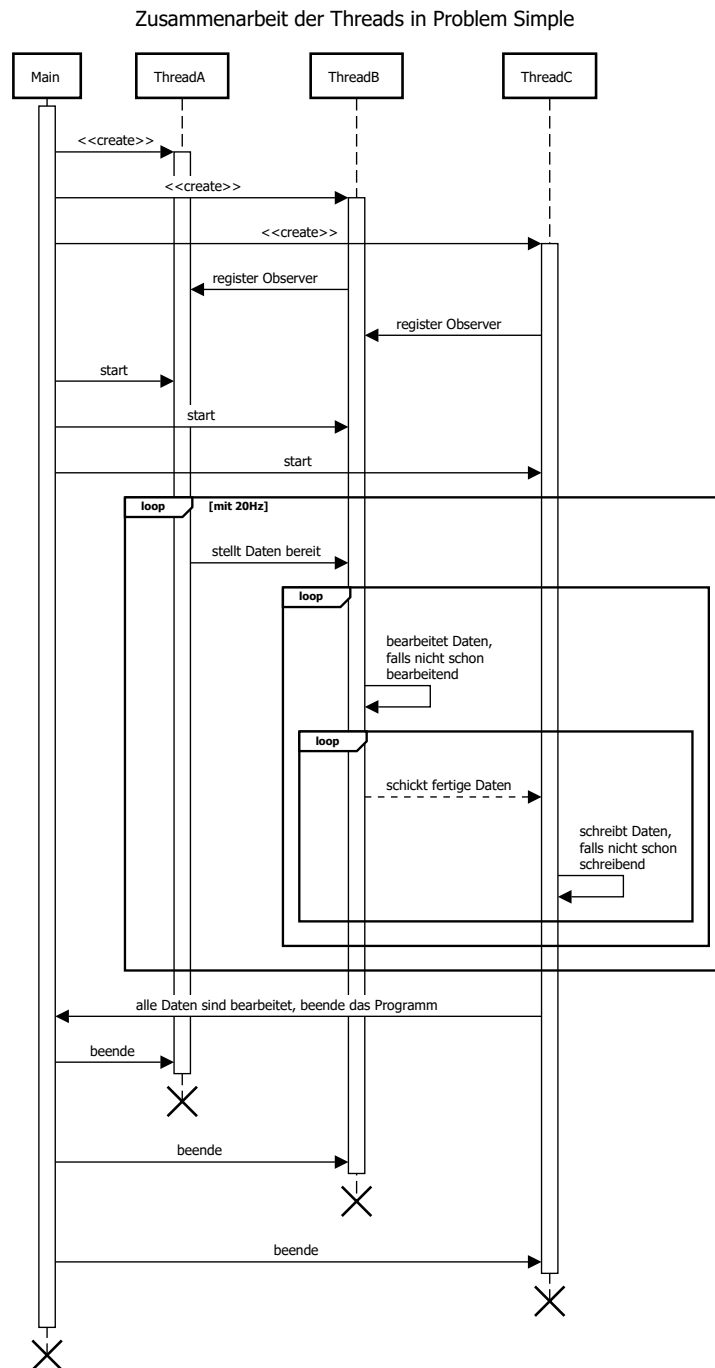 Zusammenarbeit der Threads in Problem Simple
Main
ThreadA
ThreadB
ThreadC
<<create>>
<<create>>
<<create>>
register Observer
register Observer
start
start
start
loop
[mit 20Hz]
stellt Daten bereit
loop
bearbeitet Daten,
falls nicht schon
bearbeitend
loop
schickt fertige Daten
schreibt Daten,
falls nicht schon
schreibend
alle Daten sind bearbeitet, beende das Programm
beende
beende
beende